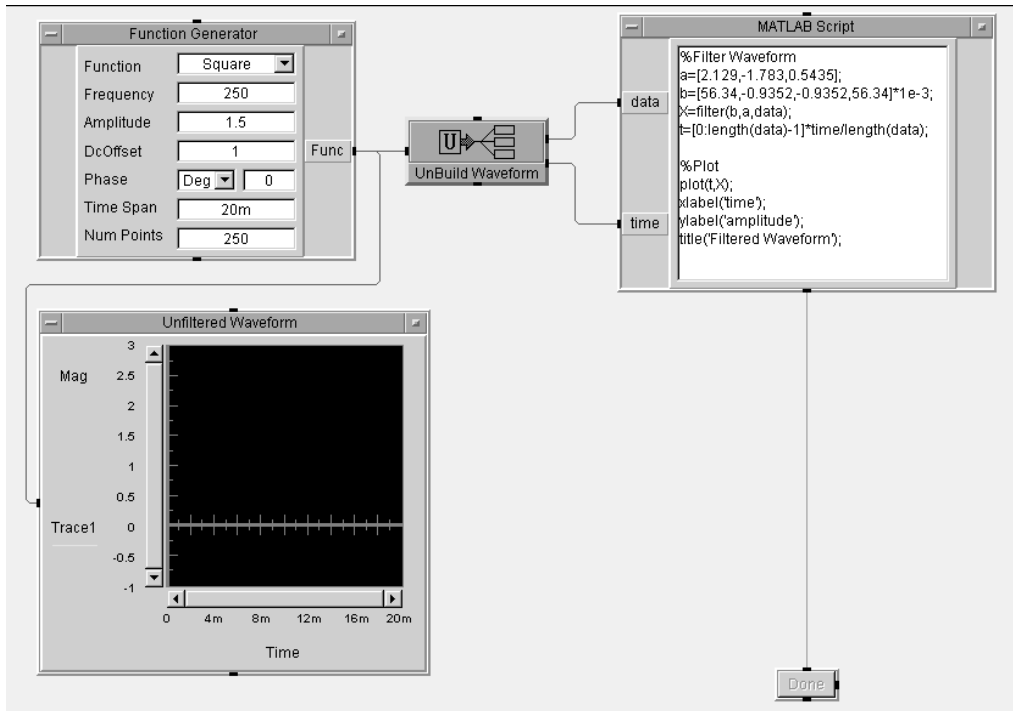 Function Generator
Function Square
Frequency 250
Amplitude 1.5
DcOffset 1
Phase Deg 0
Time Span 20m
Num Points 250
Func
U
UnBuild Waveform
MATLAB Script
data
time
%Filter Waveform
a=[2.129,-1.783,0.5435];
b=[56.34,-0.9352,-0.9352,56.34]*1e-3;
X=filter(b,a,data);
t=[0:length(data)-1]*time/length(data);
%Plot
plot(t,X);
xlabel('time');
ylabel('amplitude');
title('Filtered Waveform');
Unfiltered Waveform
Mag
Trace1
3
2.5
2
1.5
1
0.5
0
-0.5
-1
0 4m 8m 12m 16m 20m
Time
Done